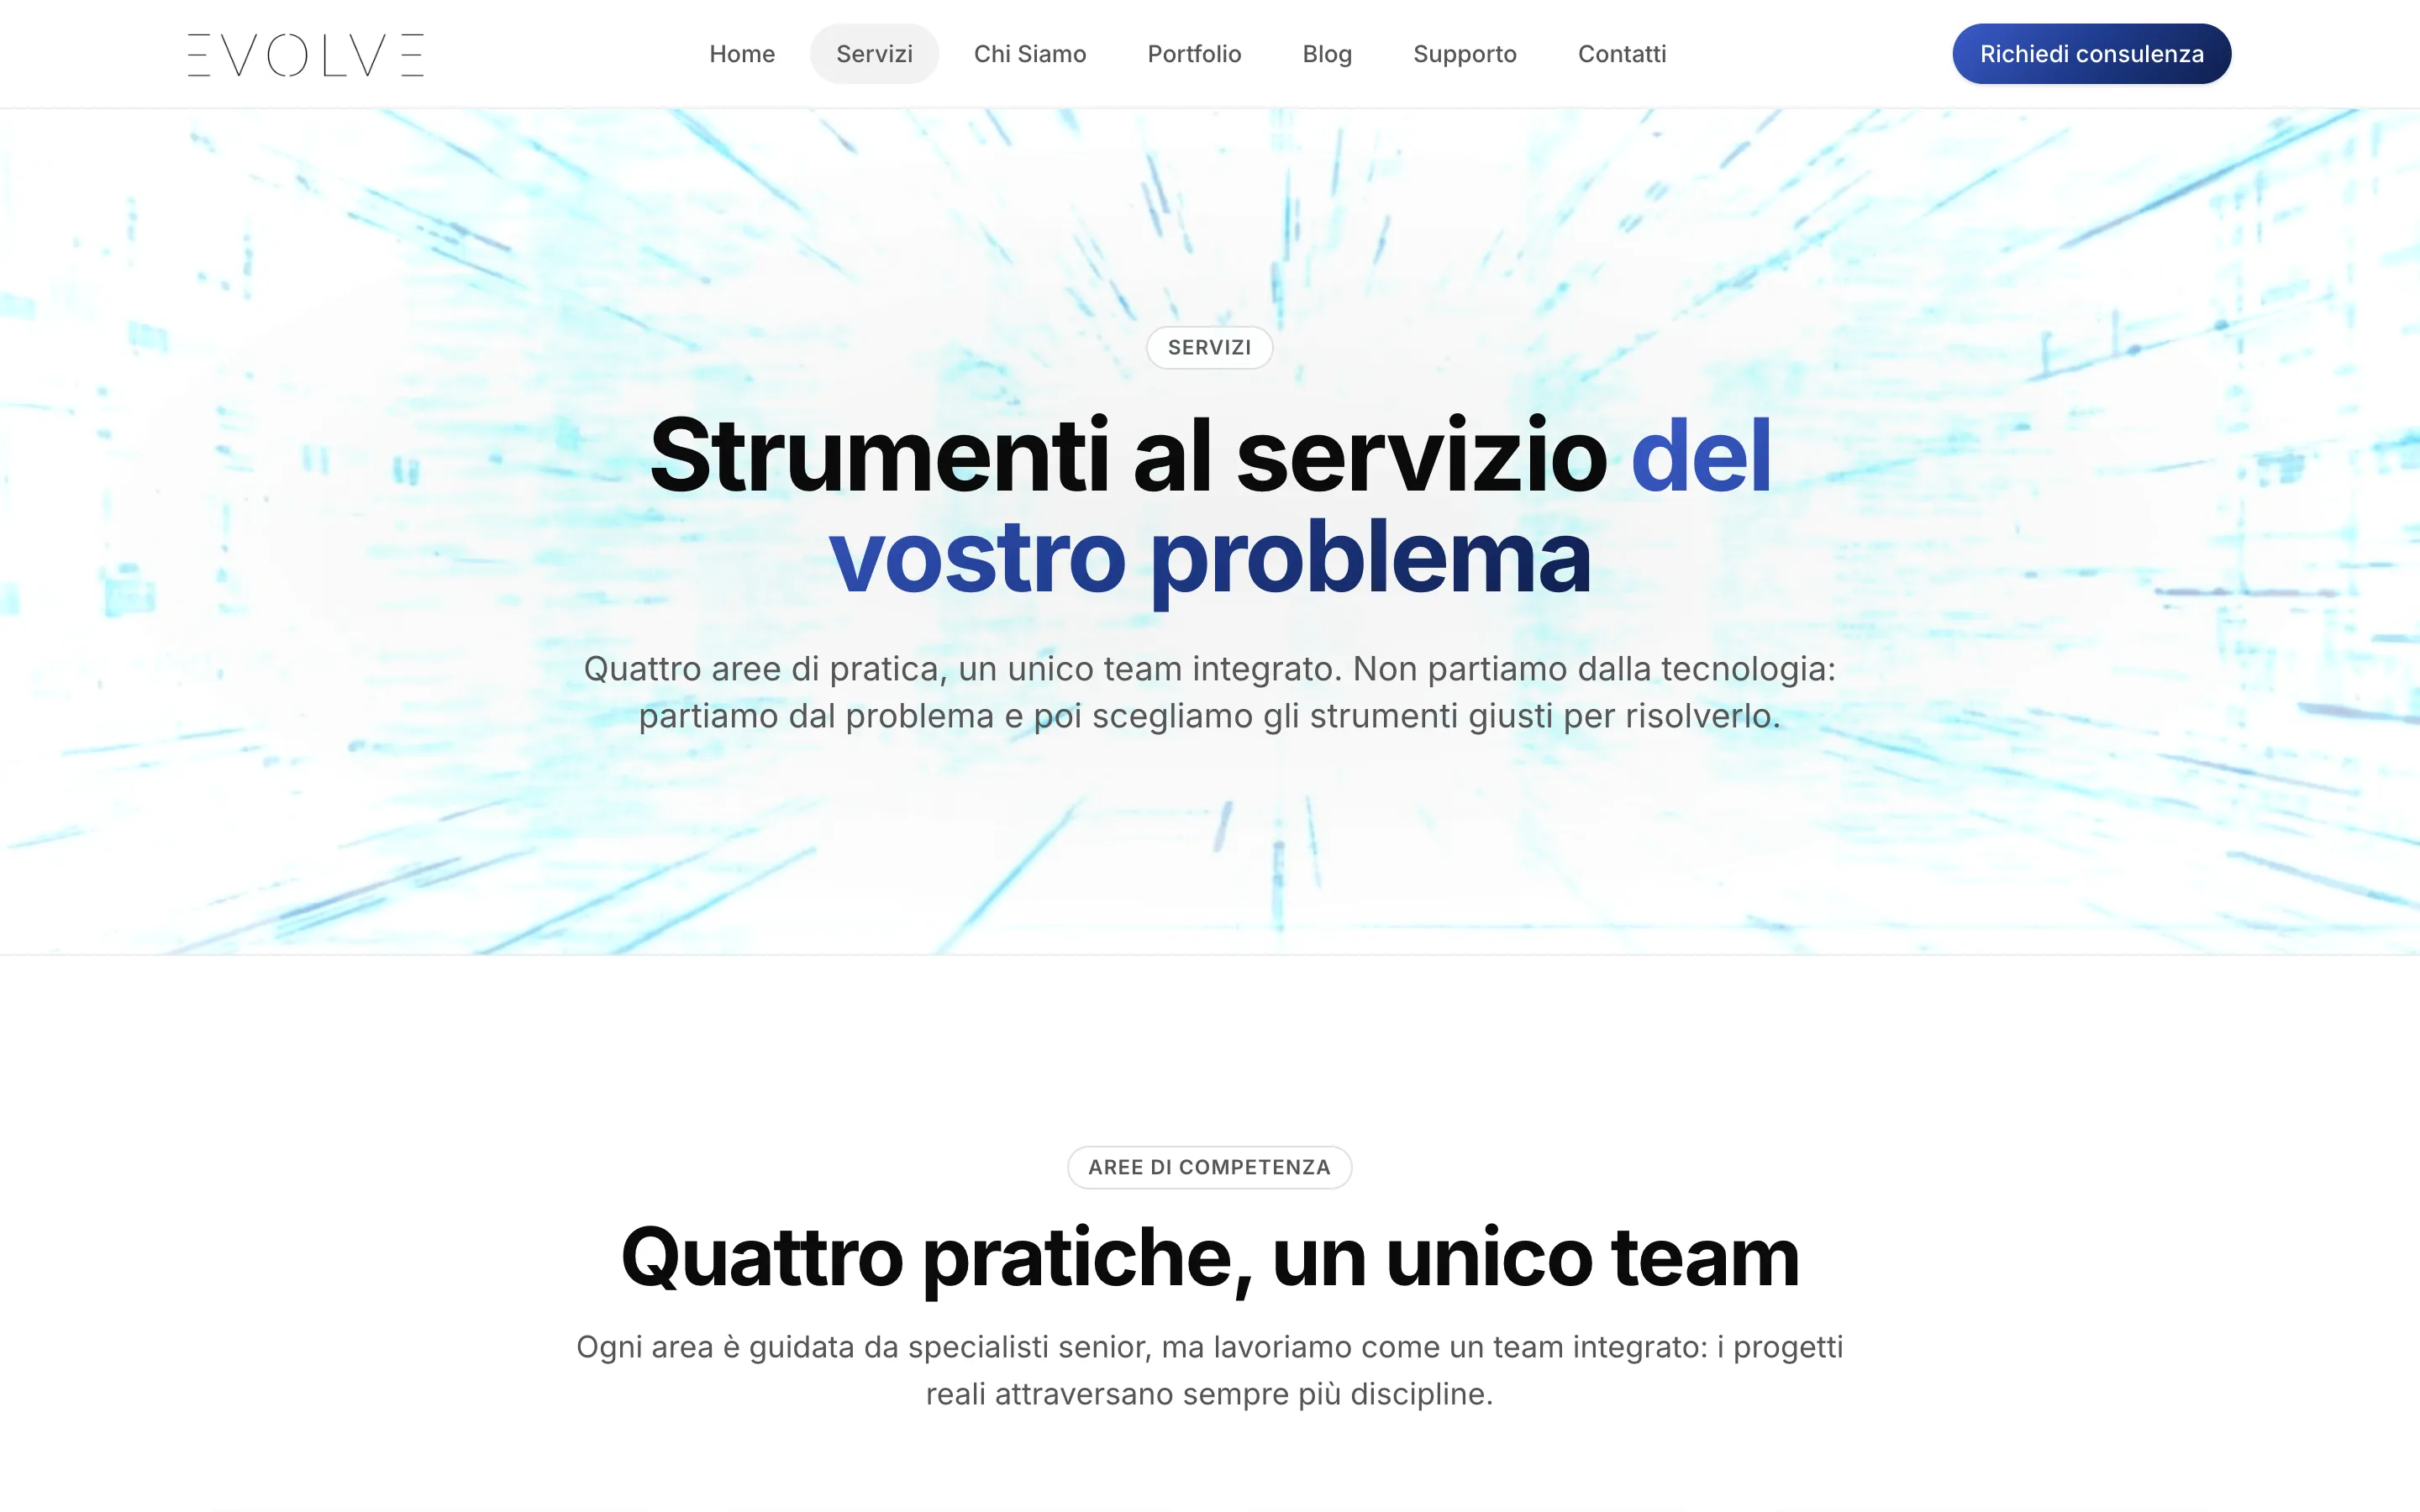 EVOLVE
Home
Servizi
Chi Siamo
Portfolio
Blog
Supporto
Contatti
Richiedi consulenza
SERVIZI
Strumenti al servizio del
vostro problema
Quattro aree di pratica, un unico team integrato. Non partiamo dalla tecnologia:
partiamo dal problema e poi scegliamo gli strumenti giusti per risolverlo.
AREE DI COMPETENZA
Quattro pratiche, un unico team
Ogni area è guidata da specialisti senior, ma lavoriamo come un team integrato: i progetti
reali attraversano sempre più discipline.